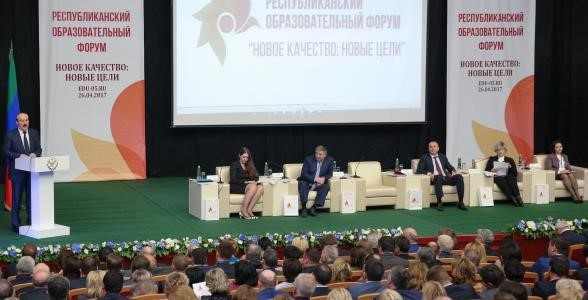 РЕСПУБЛИКАНСКИЙ
ОБРАЗОВАТЕЛЬНЫЙ
ФОРУМ
НОВОЕ КАЧЕСТВО:
НОВЫЕ ЦЕЛИ
EDU-05.RU
26.04.2017
РЕСПУБЛИКАНСКИЙ
ОБРАЗОВАТЕЛЬНЫЙ ФОРУМ
"НОВОЕ КАЧЕСТВО: НОВЫЕ ЦЕЛИ"
РЕСПУБЛИКАНСКИЙ
ОБРАЗОВАТЕЛЬНЫЙ
ФОРУМ
НОВОЕ КАЧЕСТВО:
НОВЫЕ ЦЕЛИ
EDU-05.RU
26.04.2017